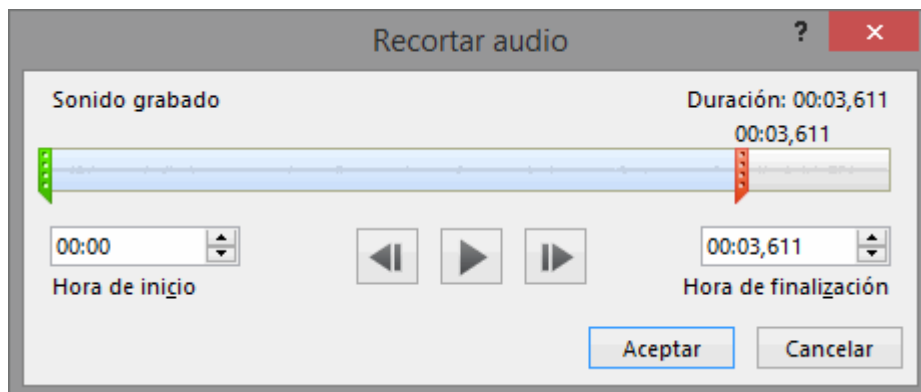 Recortar audio
?
Sonido grabado
Duración: 00:03,611
00:03,611
00:00
00:03,611
Hora de inicio
Hora de finalización
Aceptar
Cancelar